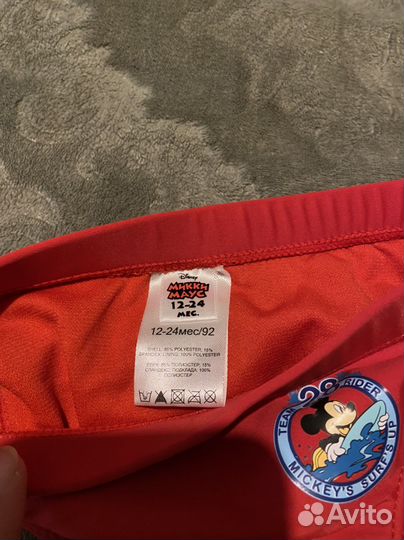 Disney
МИККИ
МАУС
12-24
МЕС.
12-24мес/92
SHELL: 85% POLYESTER, 15%
SPANDEX; LINING: 100% POLYESTER
ВЕРХ: 85% ПОЛИЭСТЕР, 15%
СПАНДЕКС; ПОДКЛАДА: 100%
ПОЛИЭСТЕР
TEAM 28 RIDER
MICKEY'S SURF'S UP
Avito